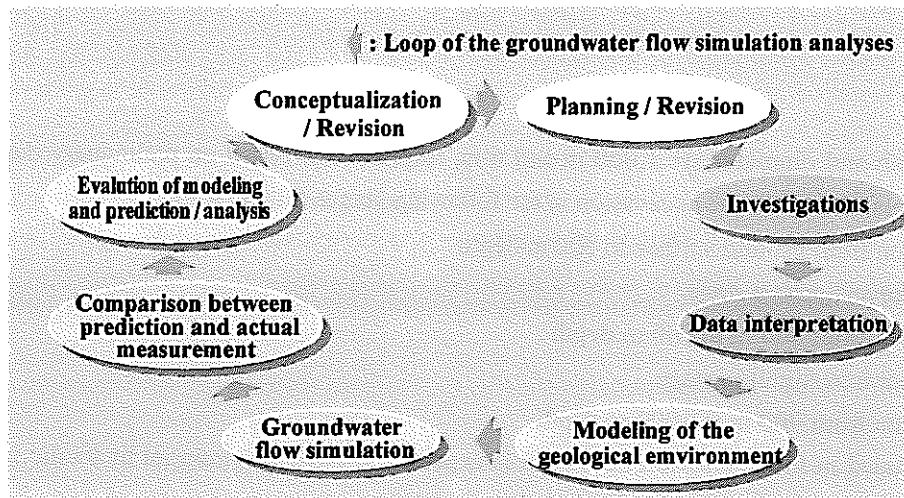 : Loop of the groundwater flow simulation analyses
Conceptualization
/ Revision
Planning / Revision
Investigations
Data interpretation
Modeling of the
geological emvironment
Groundwater
flow simulation
Comparison between
prediction and actual
measurement
Evalution of modeling
and prediction / analysis